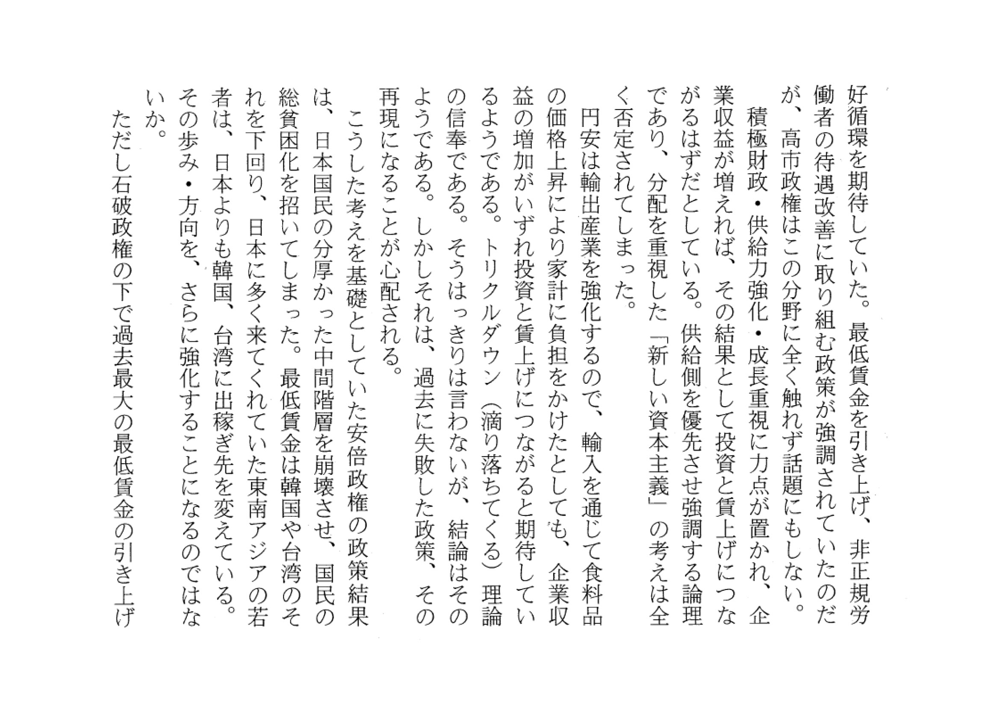 好循環を期待していた。最低賃金を引き上げ、非正規労
働者の待遇改善に取り組む政策が強調されていたのだ
が、高市政権はこの分野に全く触れず話題にもしない。
　積極財政・供給力強化・成長重視に力点が置かれ、企
業収益が増えれば、その結果として投資と賃上げにつな
がるはずだとしている。供給側を優先させ強調する論理
であり、分配を重視した「新しい資本主義」の考えは全
く否定されてしまった。
　円安は輸出産業を強化するので、輸入を通じて食料品
の価格上昇により家計に負担をかけたとしても、企業収
益の増加がいずれ投資と賃上げにつながると期待してい
るようである。トリクルダウン（滴り落ちてくる）理論
の信奉である。そうはっきりは言わないが、結論はその
ようである。しかしそれは、過去に失敗した政策、その
再現になることが心配される。
　こうした考えを基礎としていた安倍政権の政策結果
は、日本国民の分厚かった中間階層を崩壊させ、国民の
総貧困化を招いてしまった。最低賃金は韓国や台湾のそ
れを下回り、日本に多く来てくれていた東南アジアの若
者は、日本よりも韓国、台湾に出稼ぎ先を変えている。
その歩み・方向を、さらに強化することになるのではな
いか。
　ただし石破政権の下で過去最大の最低賃金の引き上げ